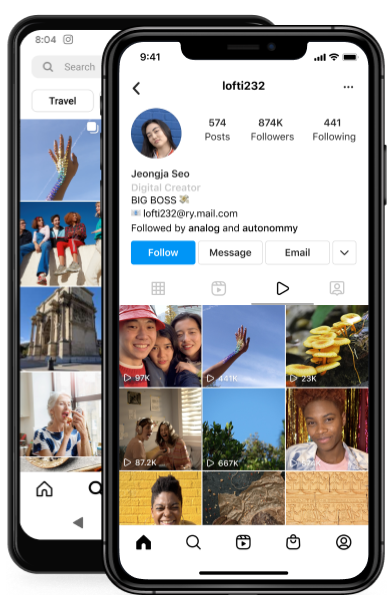 8:04
Search
Travel
9:41
lofti232
574
874K
441
Posts
Followers
Following
Jeongja Seo
Digital Creator
BIG BOSS
lofti232@ry.mail.com
Followed by analog and autonommy
Follow
Message
Email
97K
441K
23K
87.2K
667K